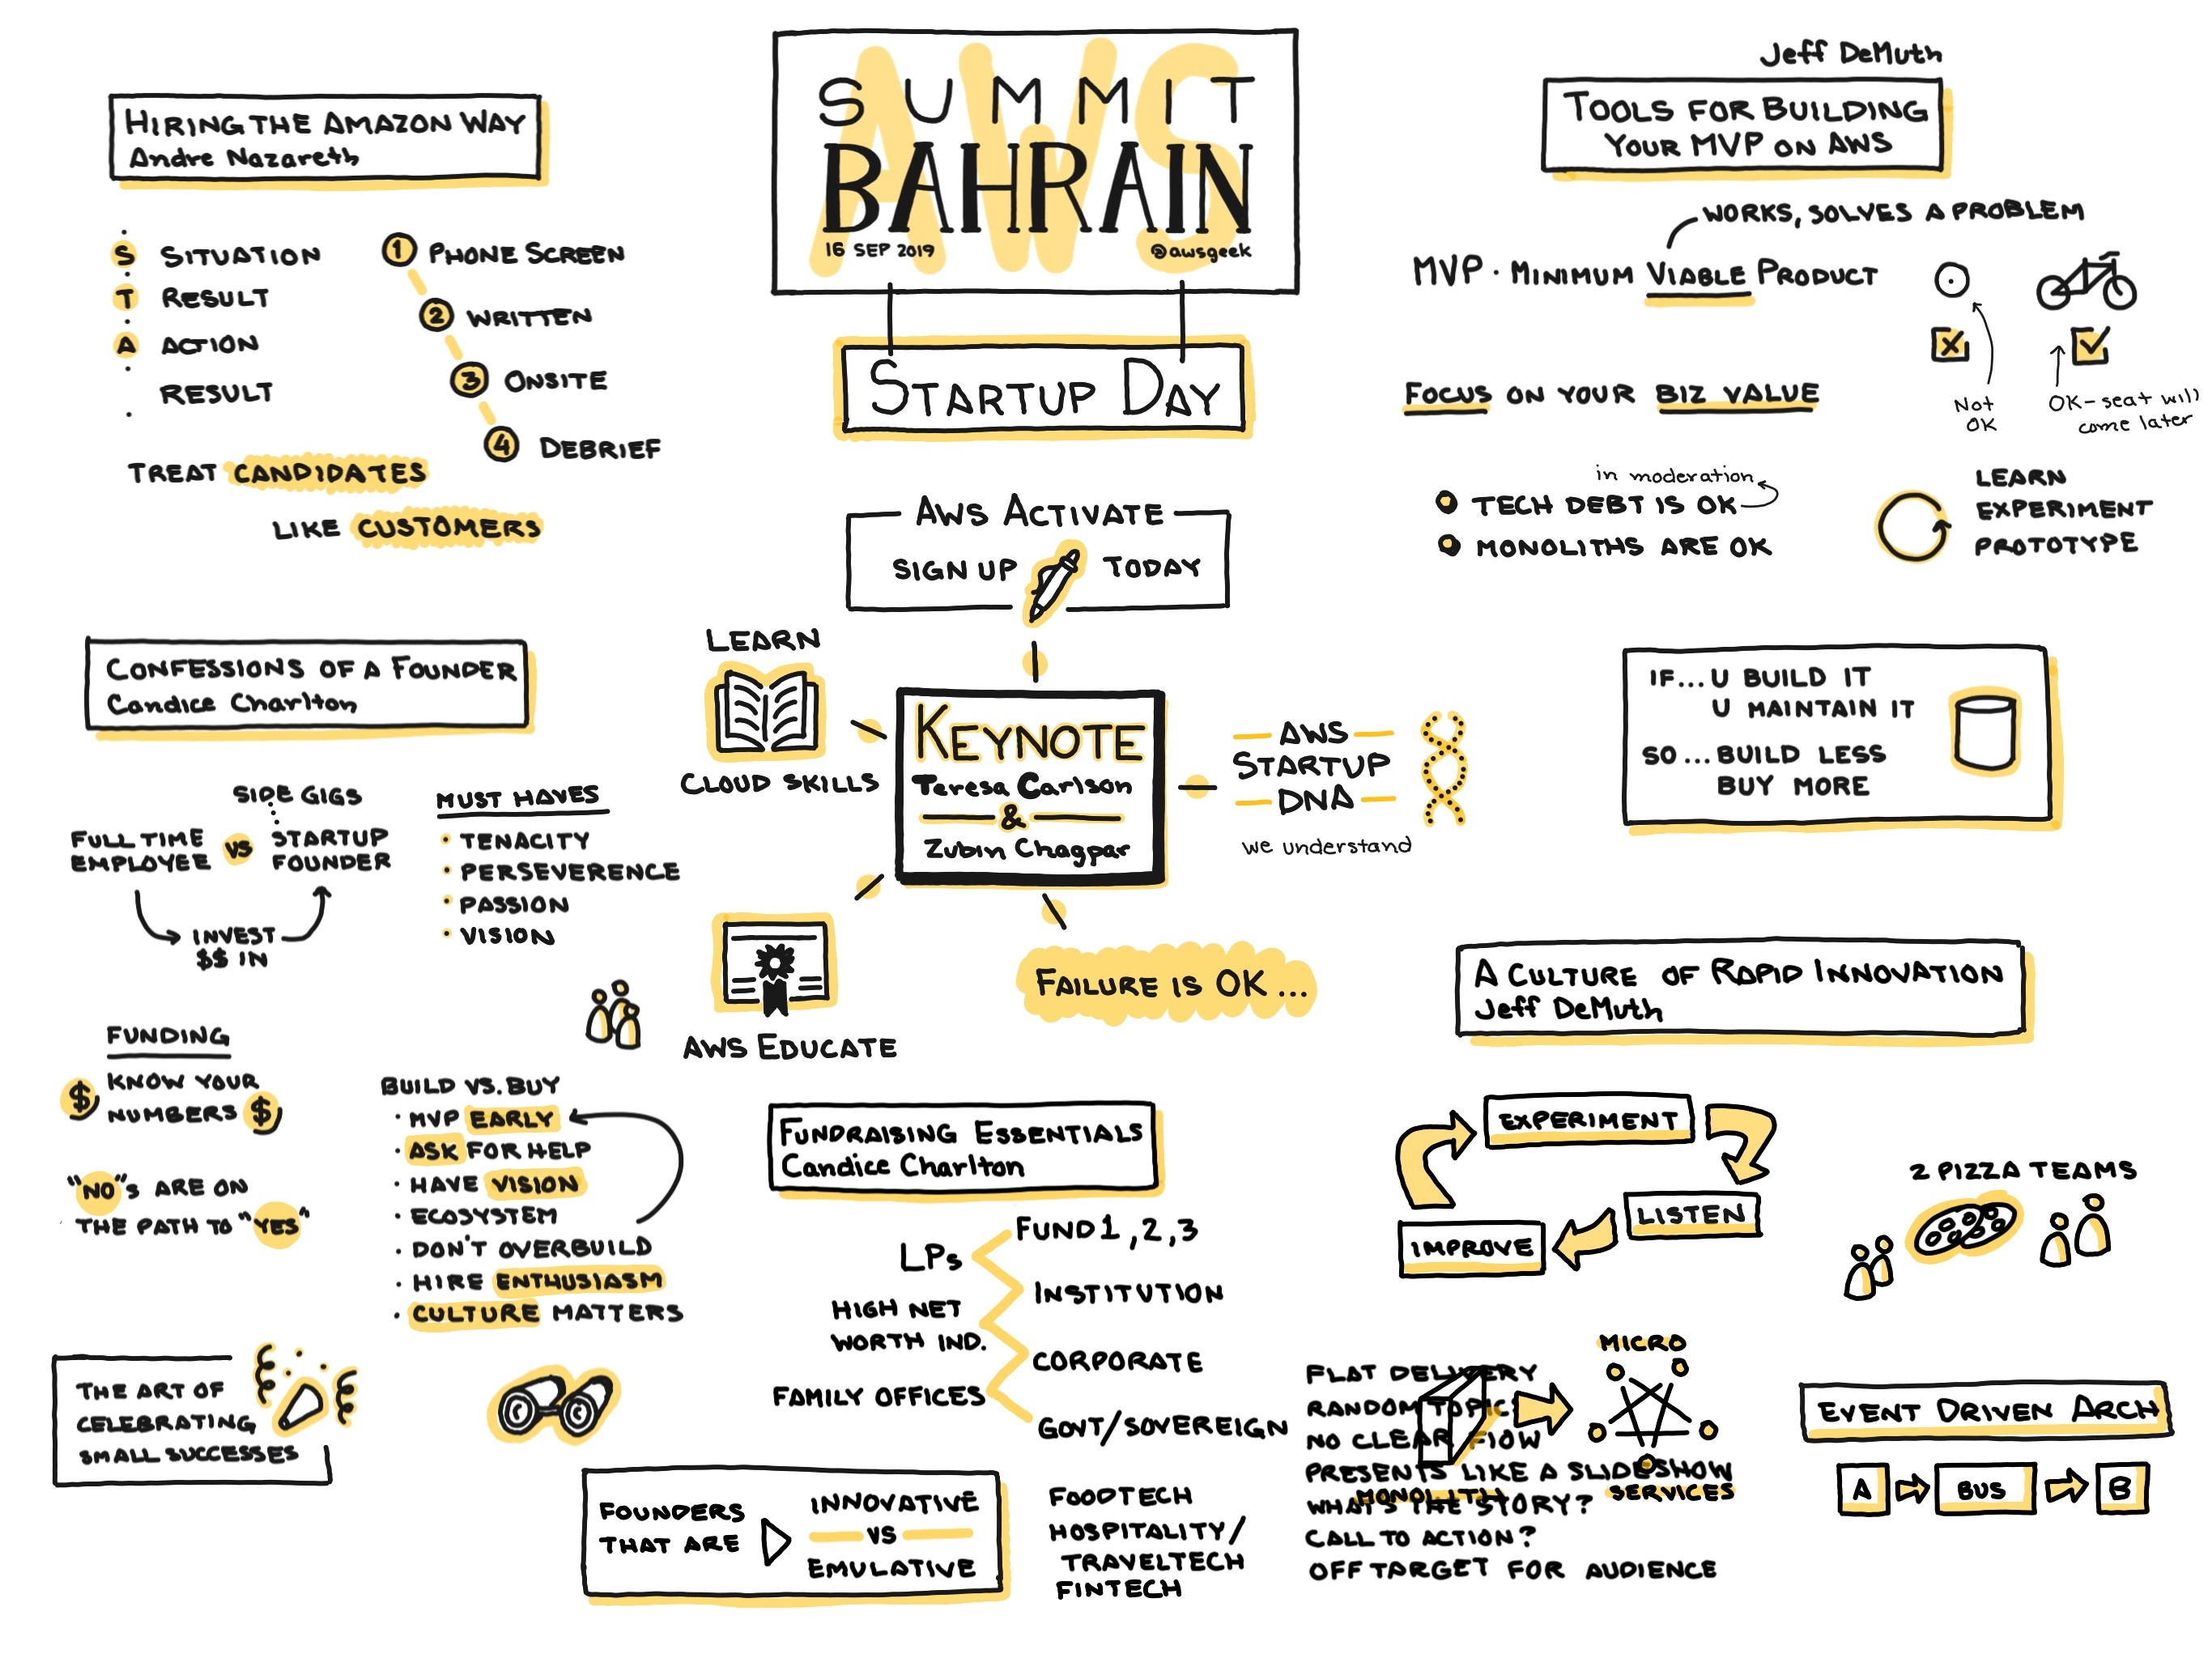 AWS
SUMMIT
BAHRAIN
16 SEP 2019 @awsgeek
STARTUP DAY
HIRING THE AMAZON WAY
Andre Nazareth
S SITUATION
T RESULT
A ACTION
RESULT
1 PHONE SCREEN
2 WRITTEN
3 ONSITE
4 DEBRIEF
TREAT CANDIDATES
LIKE CUSTOMERS
Jeff DeMuth
TOOLS FOR BUILDING
YOUR MVP ON AWS
WORKS, SOLVES A PROBLEM
MVP · MINIMUM VIABLE PRODUCT
FOCUS ON YOUR BIZ VALUE
Not
OK
OK - seat will
come later
in moderation
TECH DEBT IS OK
MONOLITHS ARE OK
LEARN
EXPERIMENT
PROTOTYPE
IF... U BUILD IT
U MAINTAIN IT
SO... BUILD LESS
BUY MORE
AWS ACTIVATE
SIGN UP TODAY
LEARN
CLOUD SKILLS
KEYNOTE
Teresa Carlson
&
Zubin Chagpar
AWS
STARTUP
DNA
we understand
AWS EDUCATE
FAILURE IS OK...
CONFESSIONS OF A FOUNDER
Candice Charlton
SIDE GIGS
FULL TIME
EMPLOYEE
VS
STARTUP
FOUNDER
INVEST
$$ IN
MUST HAVES
· TENACITY
· PERSEVERENCE
· PASSION
· VISION
FUNDING
$ KNOW YOUR
NUMBERS $
"NO"s ARE ON
THE PATH TO "YES"
BUILD VS. BUY
· MVP EARLY
· ASK FOR HELP
· HAVE VISION
· ECOSYSTEM
· DON'T OVERBUILD
· HIRE ENTHUSIASM
· CULTURE MATTERS
THE ART OF
CELEBRATING
SMALL SUCCESSES
FUNDRAISING ESSENTIALS
Candice Charlton
LPs
HIGH NET
WORTH IND.
FAMILY OFFICES
FUND 1, 2, 3
INSTITUTION
CORPORATE
GOVT/SOVEREIGN
FOUNDERS
THAT ARE
INNOVATIVE
VS
EMULATIVE
FOODTECH
HOSPITALITY/
TRAVELTECH
FINTECH
A CULTURE OF RAPID INNOVATION
Jeff DeMuth
EXPERIMENT
LISTEN
IMPROVE
2 PIZZA TEAMS
FLAT DELIVERY
RANDOM TOPICS
NO CLEAR FLOW
PRESENTS LIKE A SLIDESHOW
WHAT'S THE STORY?
CALL TO ACTION?
OFF TARGET FOR AUDIENCE
MONOLITH
MICRO
SERVICES
EVENT DRIVEN ARCH
A BUS B